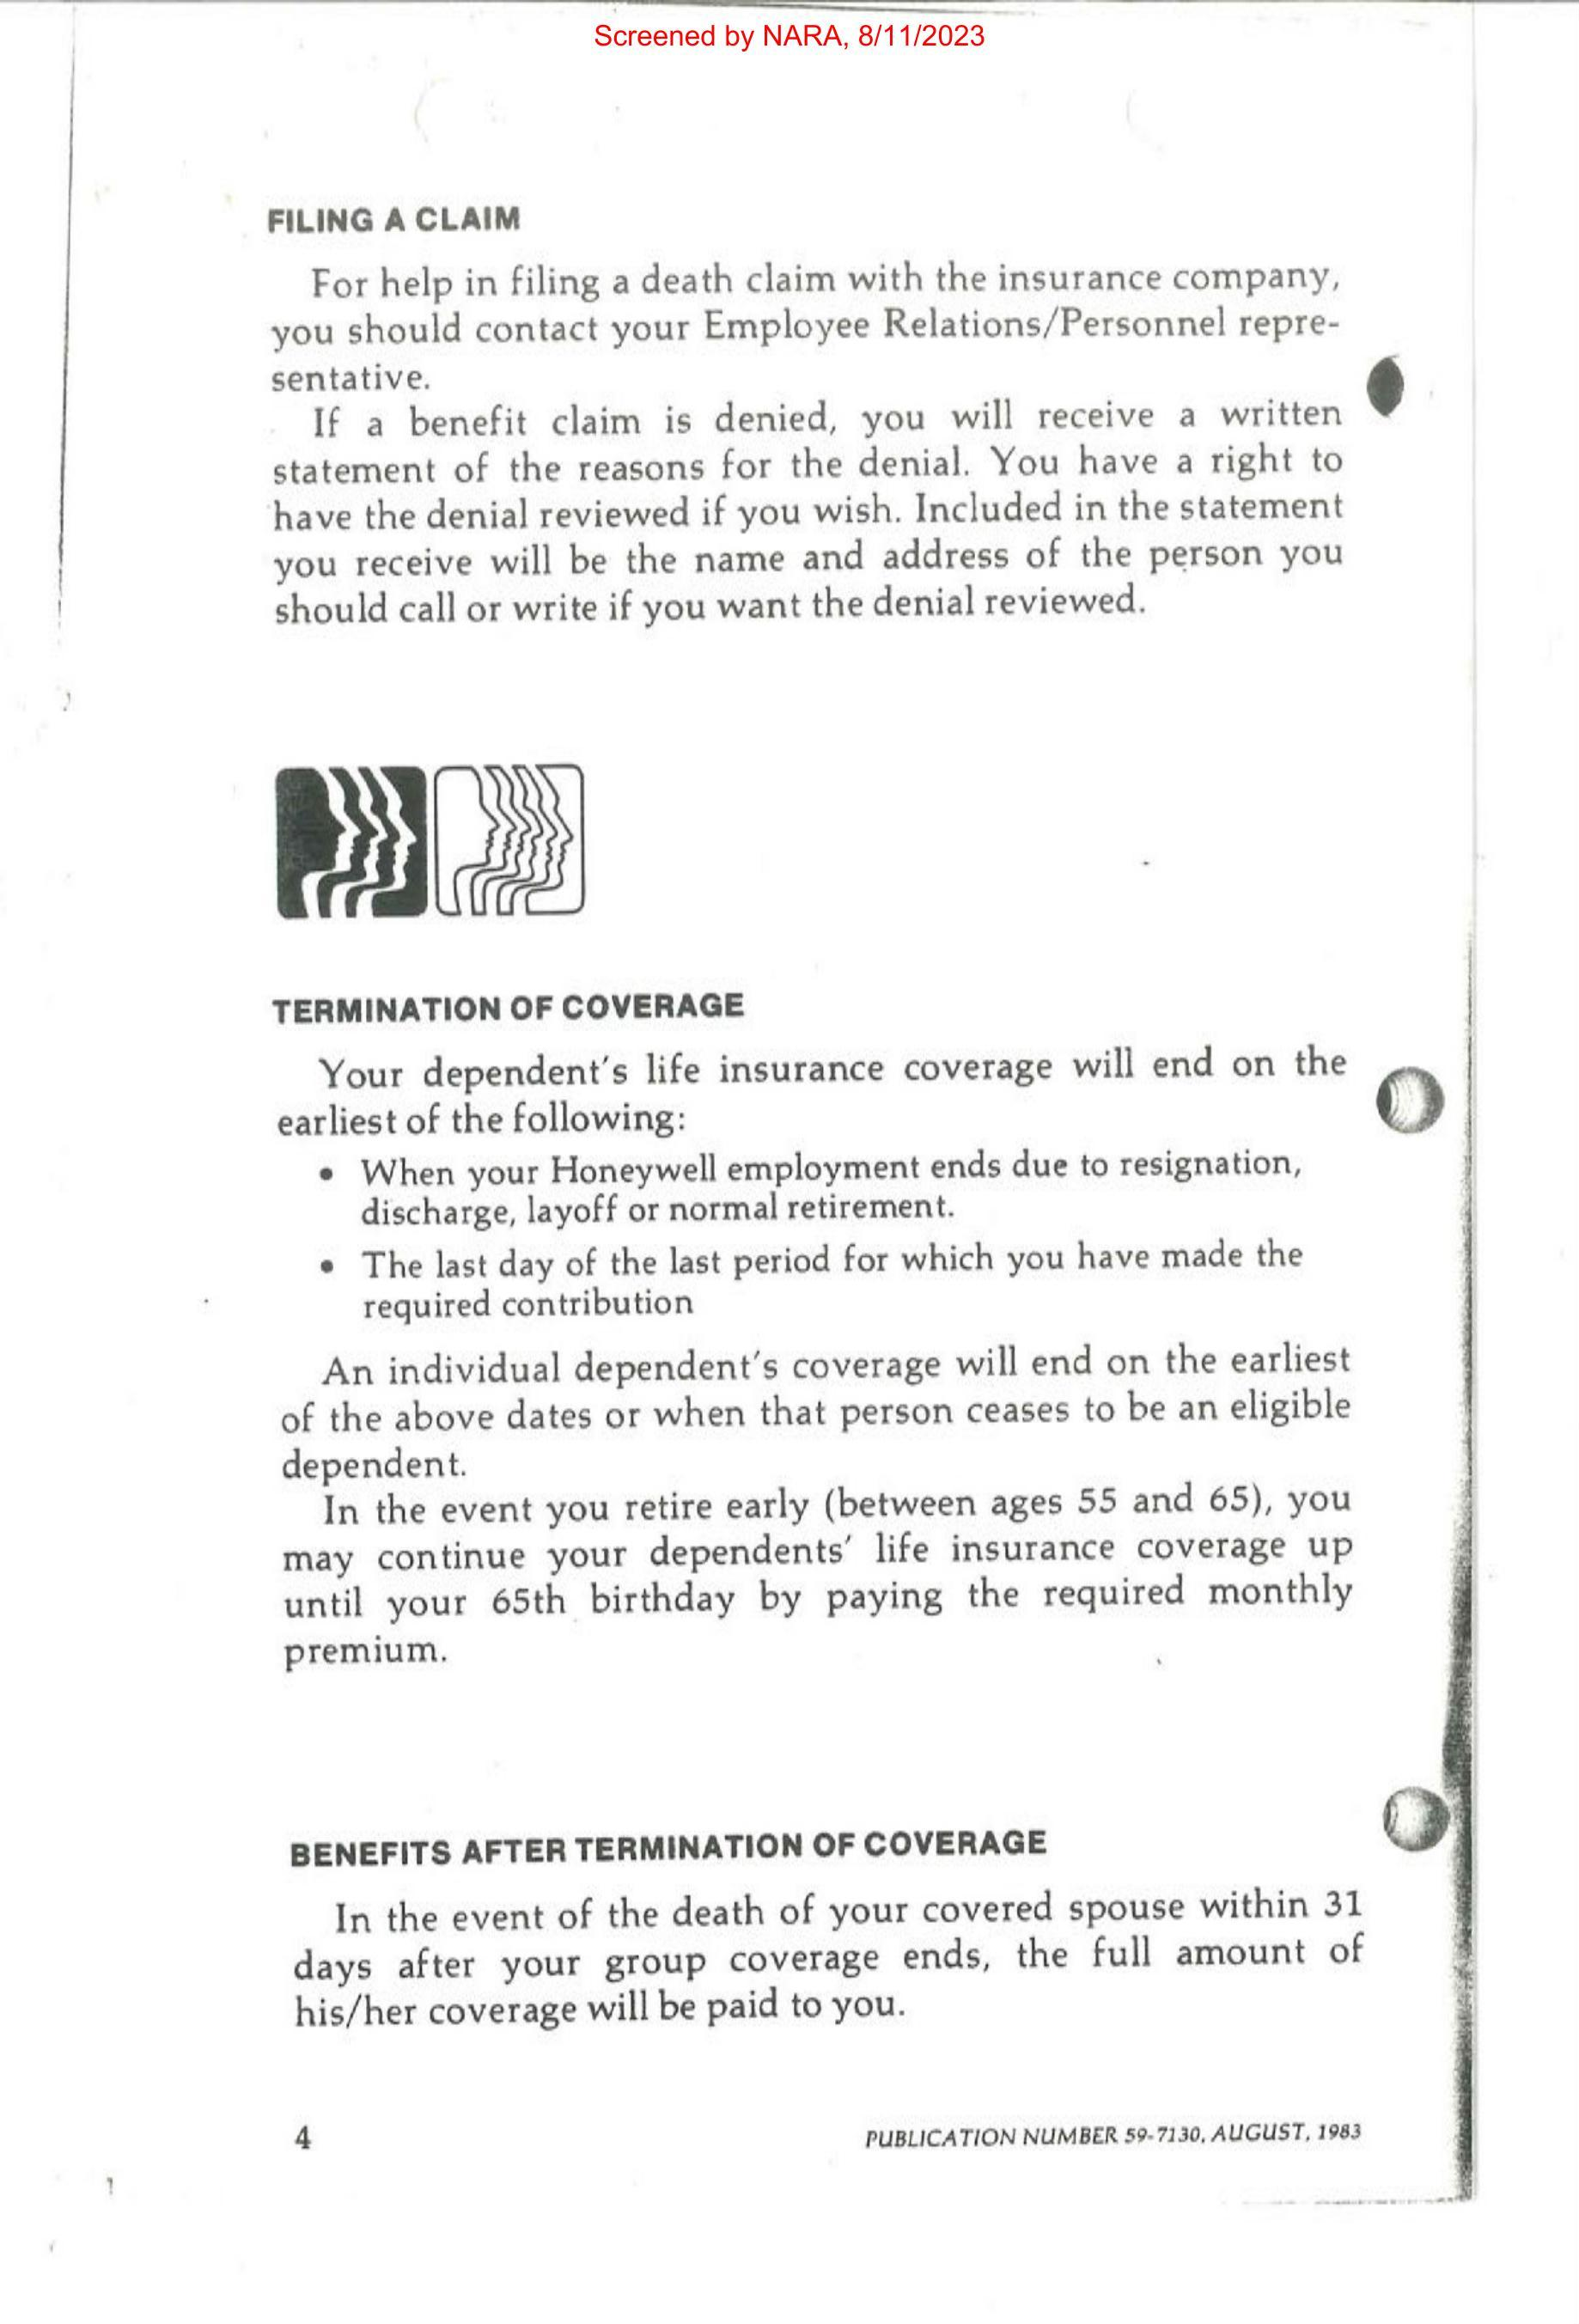 Screened by NARA, 8/11/2023
FILING A CLAIM
For help in filing a death claim with the insurance company,
you should contact your Employee Relations/Personnel repre-
sentative.
If a benefit claim is denied, you will receive a written
statement of the reasons for the denial. You have a right to
have the denial reviewed if you wish. Included in the statement
you receive will be the name and address of the person you
should call or write if you want the denial reviewed.
TERMINATION OF COVERAGE
Your dependent's life insurance coverage will end on the
earliest of the following:
• When your Honeywell employment ends due to resignation,
discharge, layoff or normal retirement.
• The last day of the last period for which you have made the
required contribution
An individual dependent's coverage will end on the earliest
of the above dates or when that person ceases to be an eligible
dependent.
In the event you retire early (between ages 55 and 65), you
may continue your dependents' life insurance coverage up
until your 65th birthday by paying the required monthly
premium.
BENEFITS AFTER TERMINATION OF COVERAGE
In the event of the death of your covered spouse within 31
days after your group coverage ends, the full amount of
his/her coverage will be paid to you.
4
PUBLICATION NUMBER 59-7130, AUGUST, 1983